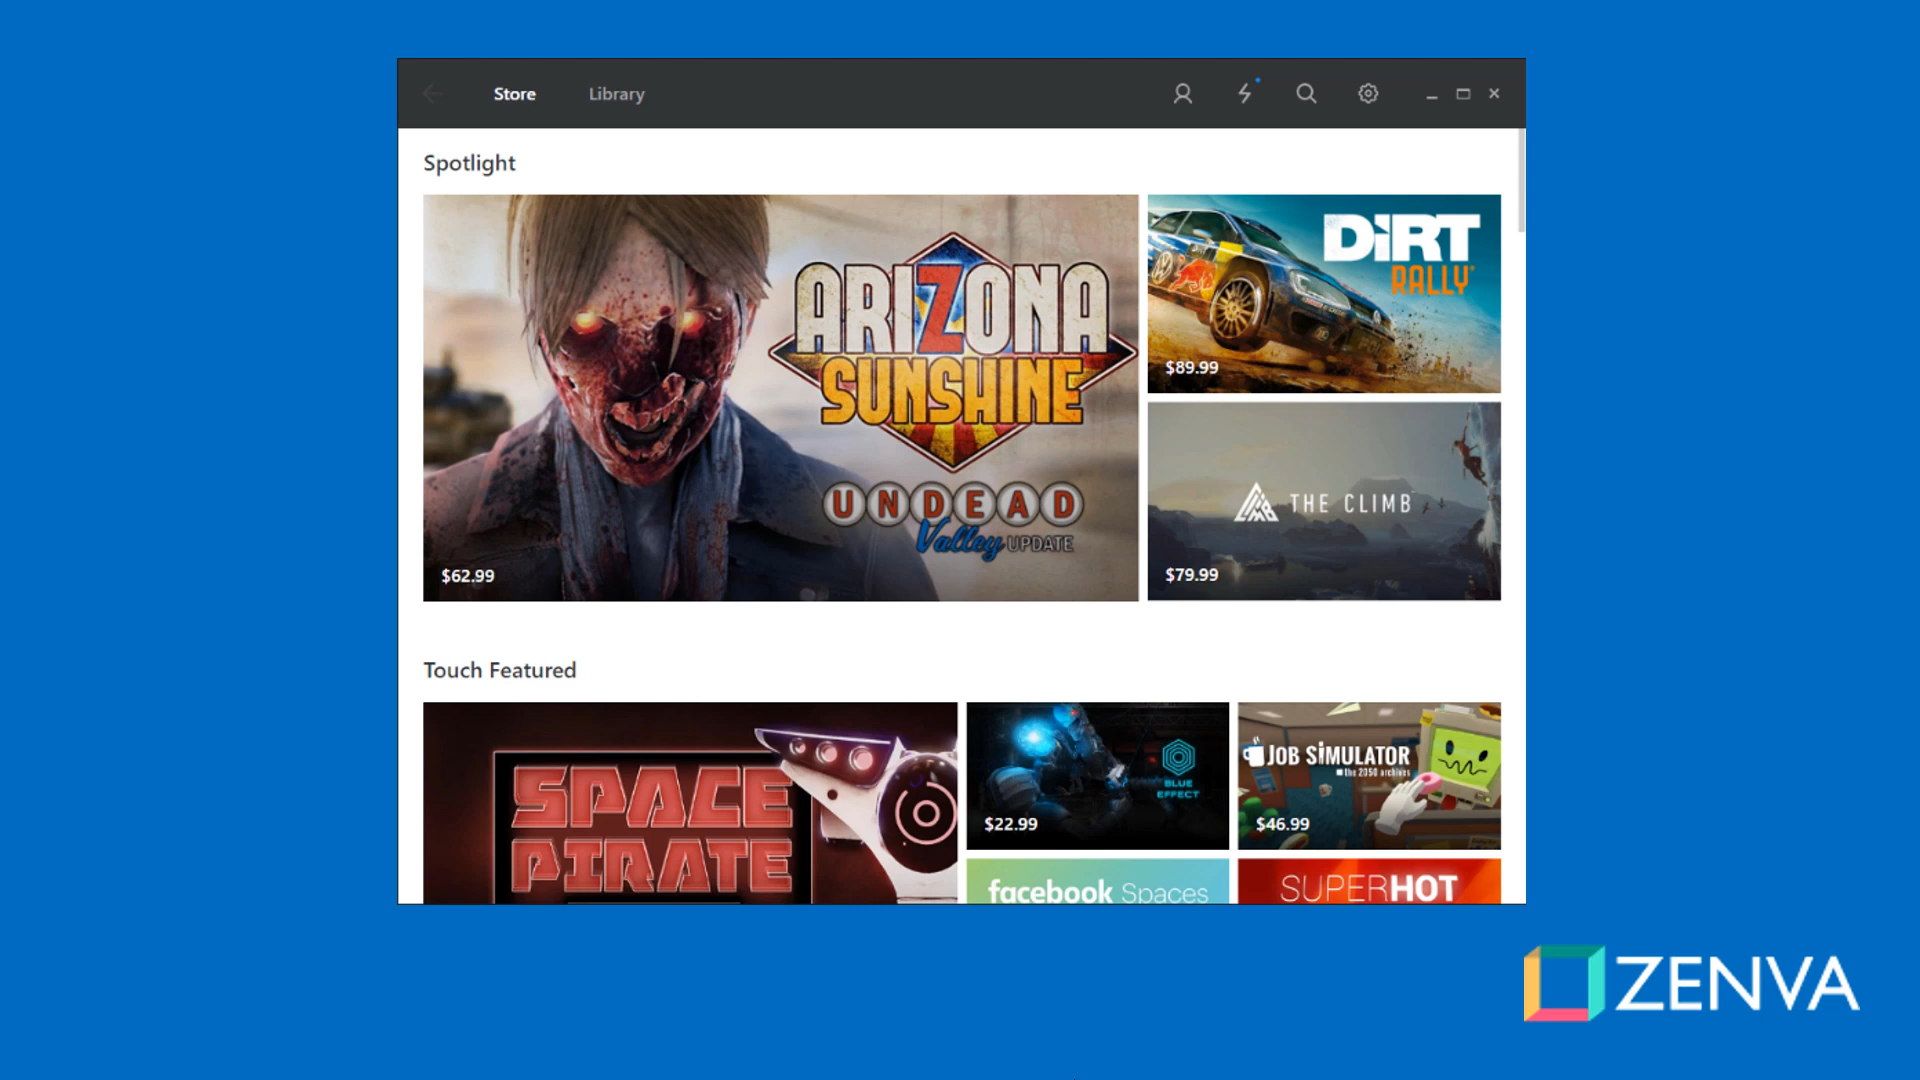 Store
Library
Spotlight
ARIZONA
SUNSHINE
UNDEAD
Valley UPDATE
$62.99
DiRT
RALLY
$89.99
THE CLIMB
$79.99
Touch Featured
SPACE
PIRATE
BLUE
EFFECT
$22.99
JOB SiMULATOR
the 2050 archives
$46.99
facebook Spaces
SUPERHOT
ZENVA